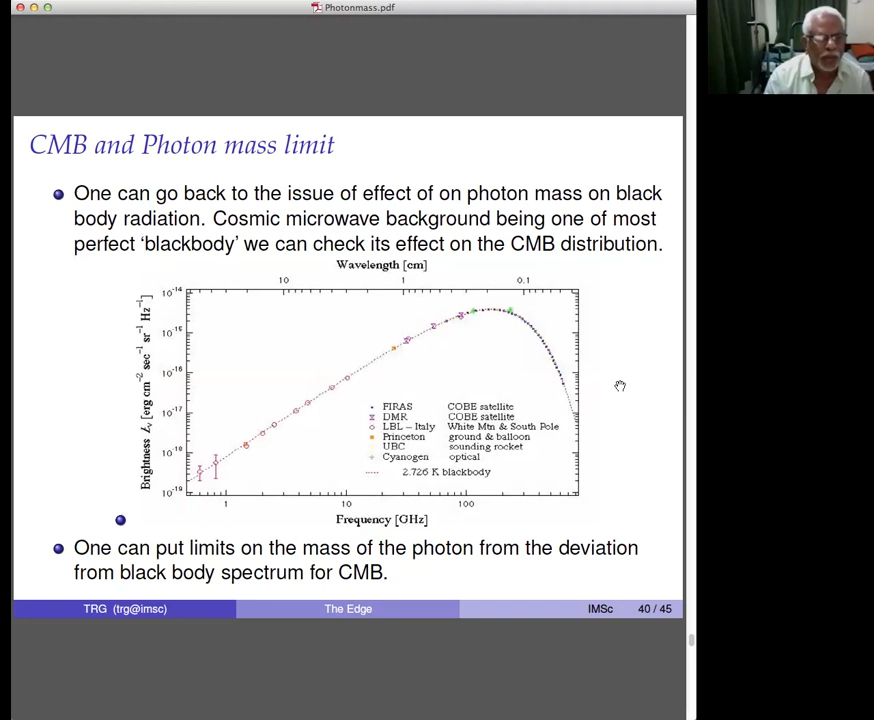 Photonmass.pdf
CMB and Photon mass limit
One can go back to the issue of effect of on photon mass on black
body radiation. Cosmic microwave background being one of most
perfect ‘blackbody’ we can check its effect on the CMB distribution.
Wavelength [cm]
10 1 0.1
10⁻¹⁴
10⁻¹⁵
10⁻¹⁶
10⁻¹⁷
10⁻¹⁸
10⁻¹⁹
Brightness Iᵥ [erg cm⁻² sec⁻¹ sr⁻¹ Hz⁻¹]
FIRAS COBE satellite
DMR COBE satellite
LBL – Italy White Mtn & South Pole
Princeton ground & balloon
UBC sounding rocket
Cyanogen optical
2.726 K blackbody
1 10 100
Frequency [GHz]
One can put limits on the mass of the photon from the deviation
from black body spectrum for CMB.
TRG (trg@imsc) The Edge IMSc 40 / 45